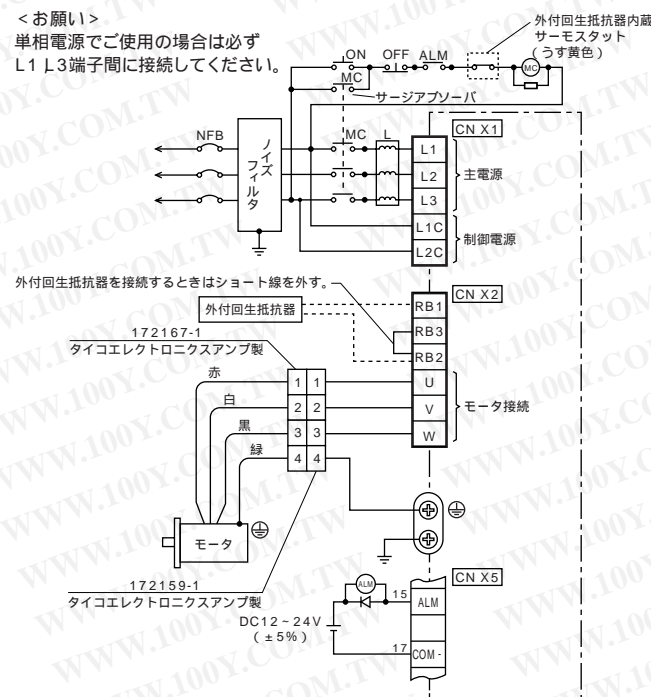 ＜お願い＞
単相電源でご使用の場合は必ず
L1,L3端子間に接続してください。
外付回生抵抗器内蔵
サーモスタット
(うす黄色)
ON OFF ALM
MC
MC
サージアブソーバ
NFB
ノイズ
フィルタ
MC L
CN X1
L1
L2
L3
主電源
L1C
L2C
制御電源
外付回生抵抗器を接続するときはショート線を外す。
外付回生抵抗器
CN X2
RB1
RB3
RB2
U
V
W
モータ接続
172167-1
タイコエレクトロニクスアンプ製
赤
白
黒
緑
1 1
2 2
3 3
4 4
モータ
172159-1
タイコエレクトロニクスアンプ製
CN X5
ALM
15 ALM
DC12~24V
(±5%)
17 COM-
WWW.100Y.COM.TW